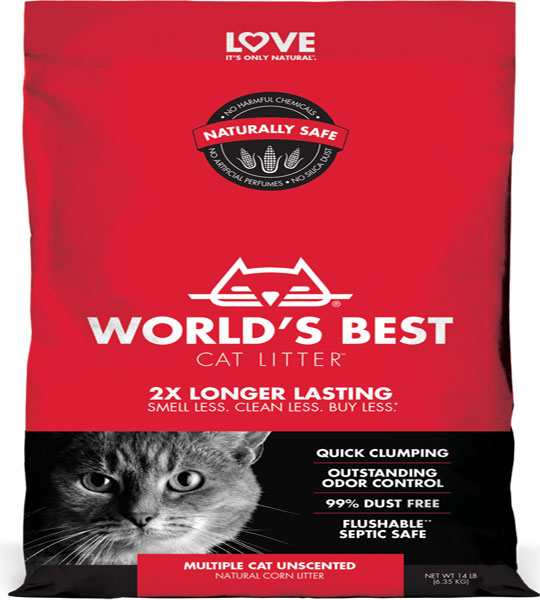 LOVE
IT'S ONLY NATURAL™.
• NO HARMFUL CHEMICALS •
NATURALLY SAFE
NO ARTIFICIAL PERFUMES • NO SILICA DUST
®
WORLD'S BEST
CAT LITTER™
2X LONGER LASTING
SMELL LESS. CLEAN LESS. BUY LESS.*
QUICK CLUMPING
OUTSTANDING
ODOR CONTROL
99% DUST FREE
FLUSHABLE**
SEPTIC SAFE
MULTIPLE CAT UNSCENTED
NATURAL CORN LITTER
NET WT 14 LB
(6.35 KG)